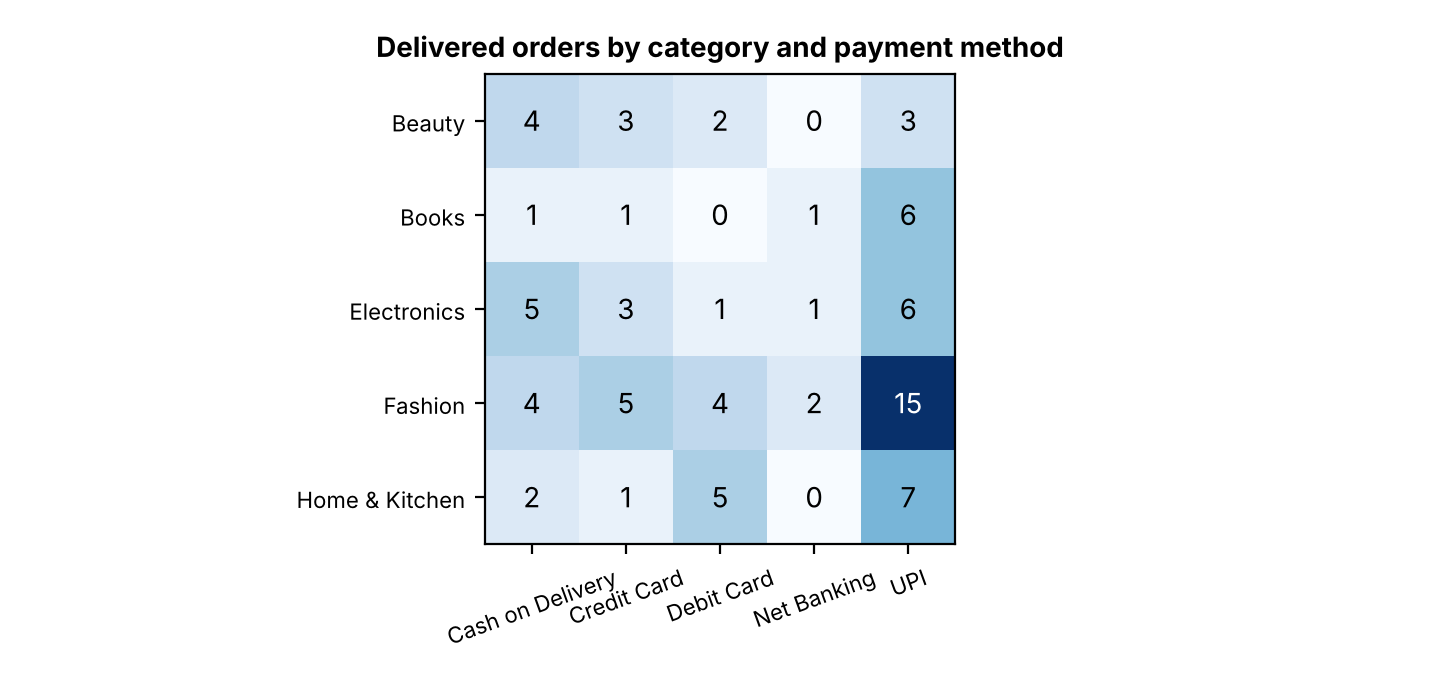 Delivered orders by category and payment method
Beauty 4 3 2 0 3
Books 1 1 0 1 6
Electronics 5 3 1 1 6
Fashion 4 5 4 2 15
Home & Kitchen 2 1 5 0 7
Cash on Delivery Credit Card Debit Card Net Banking UPI